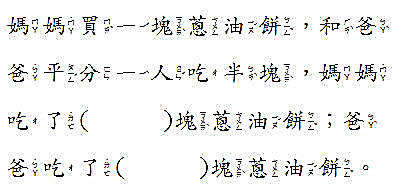 媽媽買一塊蔥油餅，和爸
爸平分一人吃半塊，媽媽
吃了(　　　)塊蔥油餅；爸
爸吃了(　　　)塊蔥油餅。